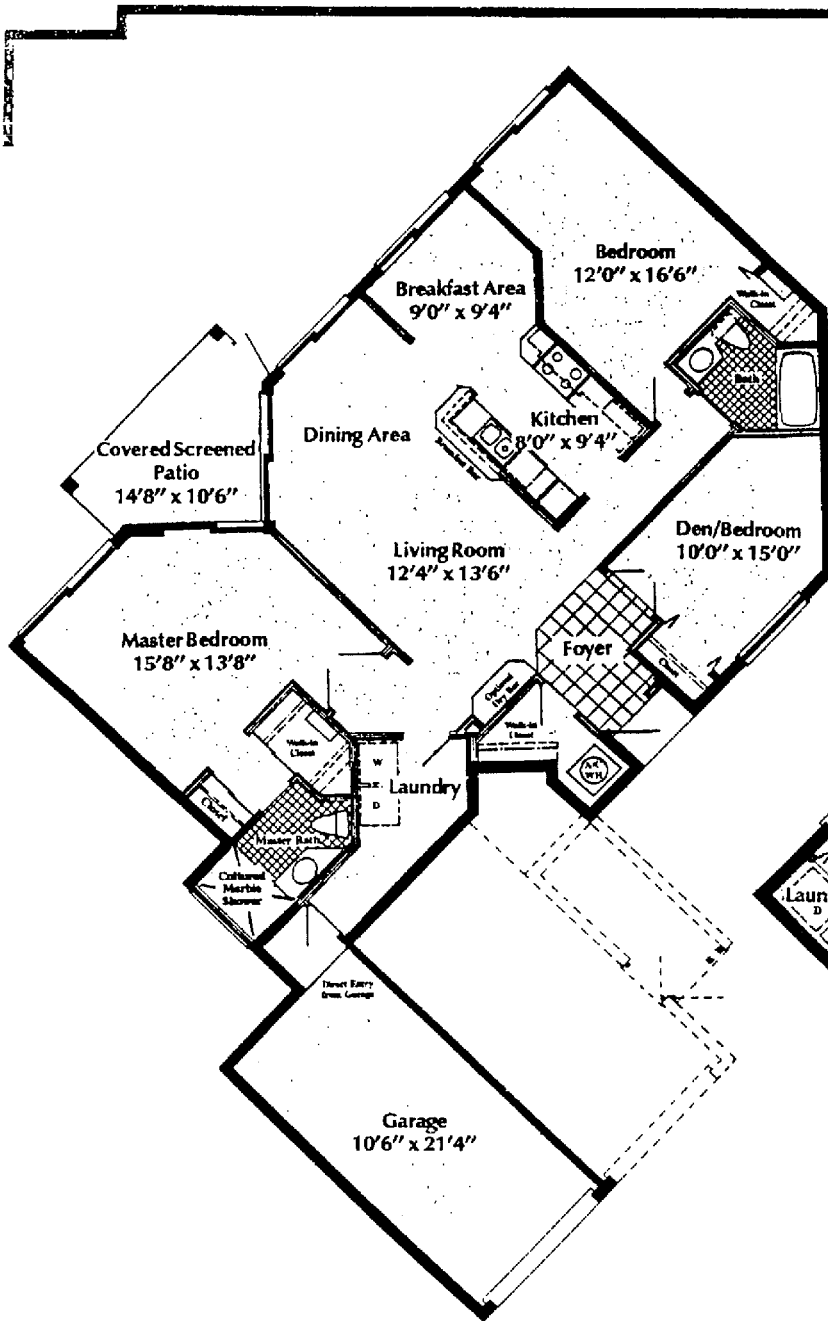 Bedroom
12'0" x 16'6"
Walk-in
Closet
Breakfast Area
9'0" x 9'4"
Bath
Kitchen
8'0" x 9'4"
Dining Area
Covered Screened
Patio
14'8" x 10'6"
Den/Bedroom
10'0" x 15'0"
Living Room
12'4" x 13'6"
Foyer
Closet
Master Bedroom
15'8" x 13'8"
Optional
Dry Bar
Walk-in
Closet
Walk-in
Closet
W
D
Laundry
A/C
WH
Closet
Master Bath
Cultured
Marble
Shower
Laun
D
Direct Entry
from Garage
Garage
10'6" x 21'4"